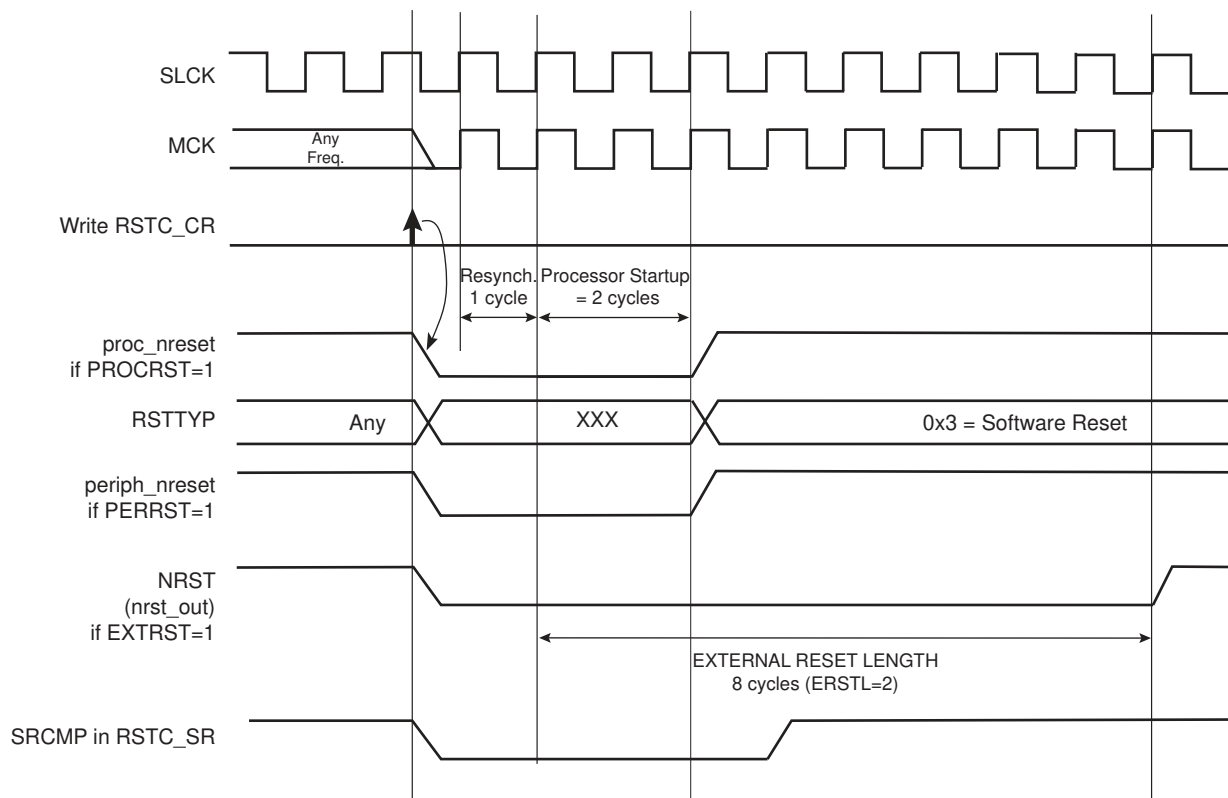 SLCK
MCK
Any
Freq.
Write RSTC_CR
Resynch.
1 cycle
Processor Startup
= 2 cycles
proc_nreset
if PROCRST=1
RSTTYP
Any
XXX
0x3 = Software Reset
periph_nreset
if PERRST=1
NRST
(nrst_out)
if EXTRST=1
EXTERNAL RESET LENGTH
8 cycles (ERSTL=2)
SRCMP in RSTC_SR